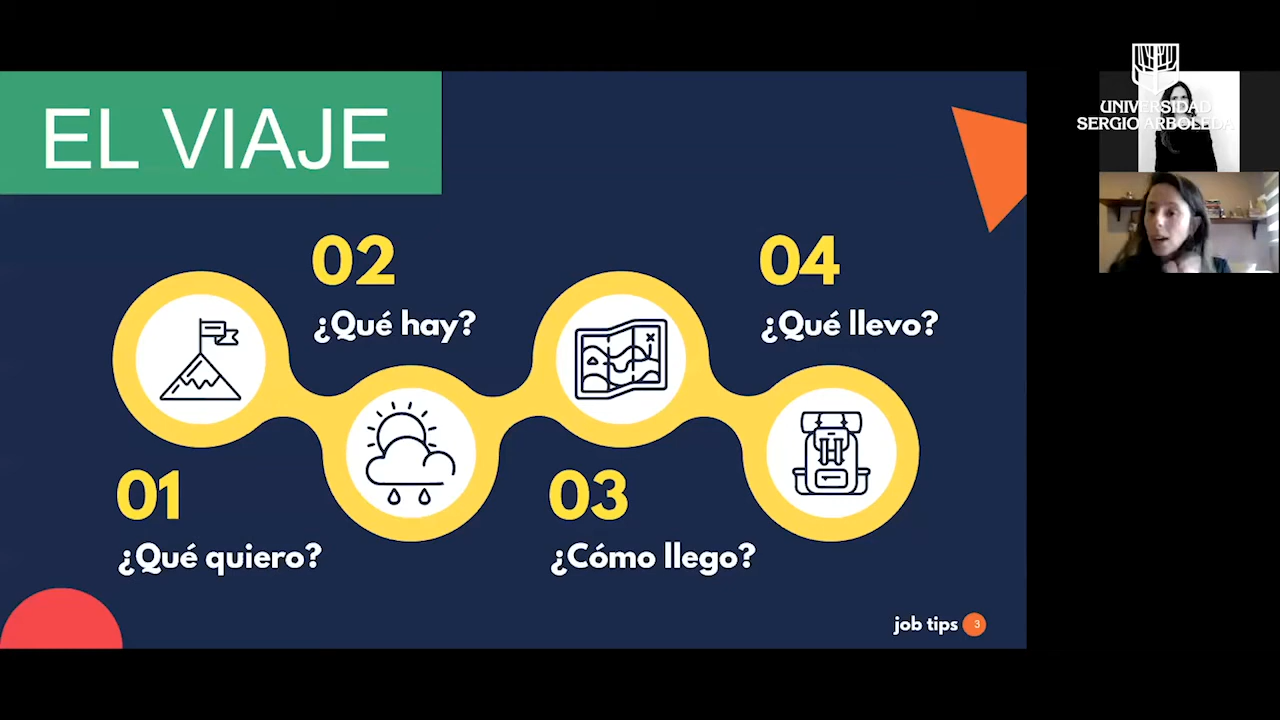 EL VIAJE
01
¿Qué quiero?
02
¿Qué hay?
03
¿Cómo llego?
04
¿Qué llevo?
job tips 3
UNIVERSIDAD
SERGIO ARBOLEDA